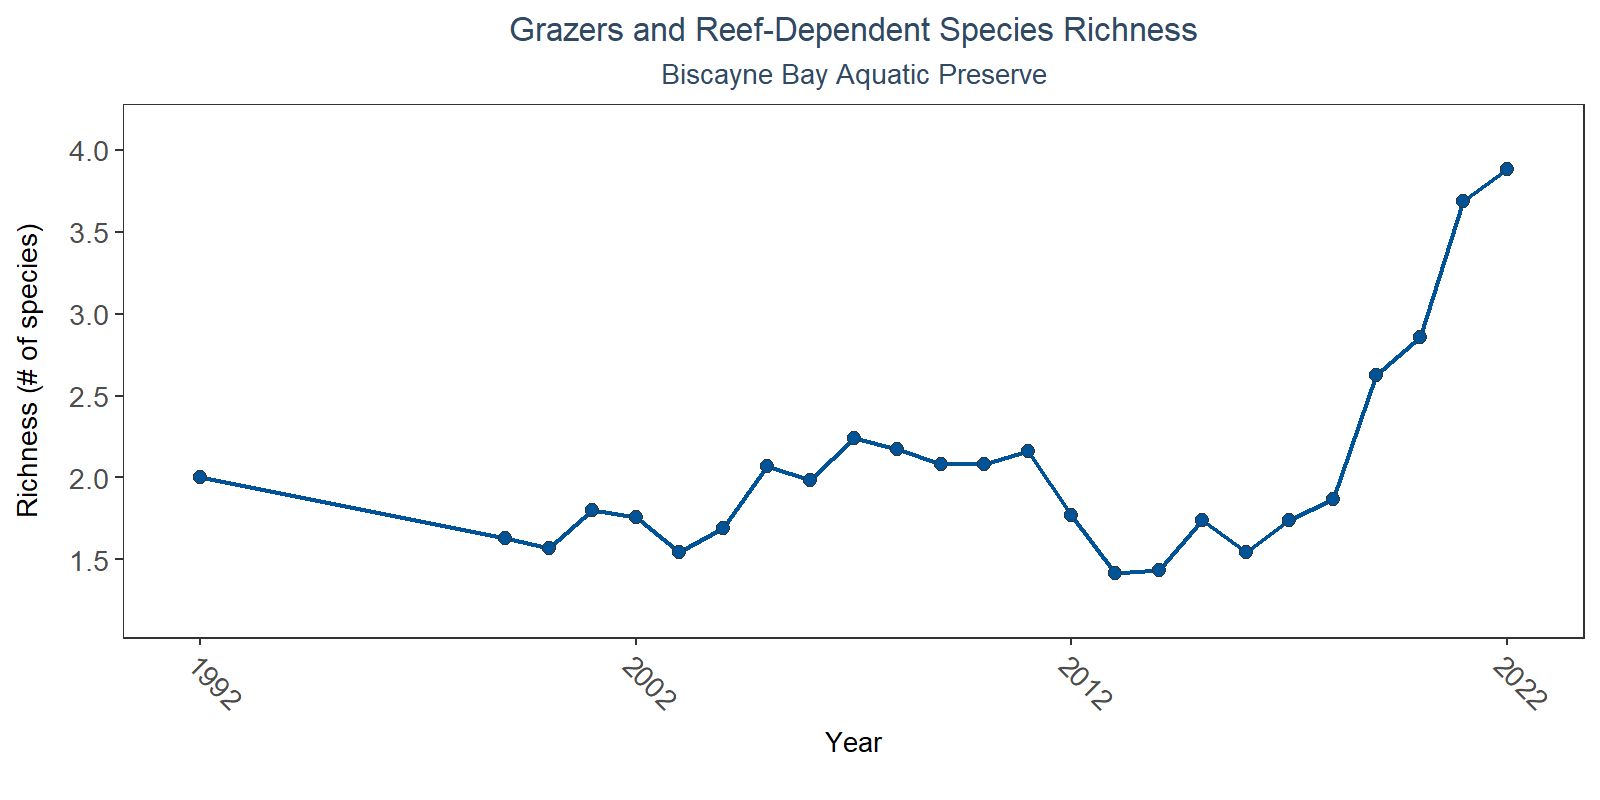 Grazers and Reef-Dependent Species Richness
Biscayne Bay Aquatic Preserve
Richness (# of species)
4.0
3.5
3.0
2.5
2.0
1.5
1992
2002
2012
2022
Year